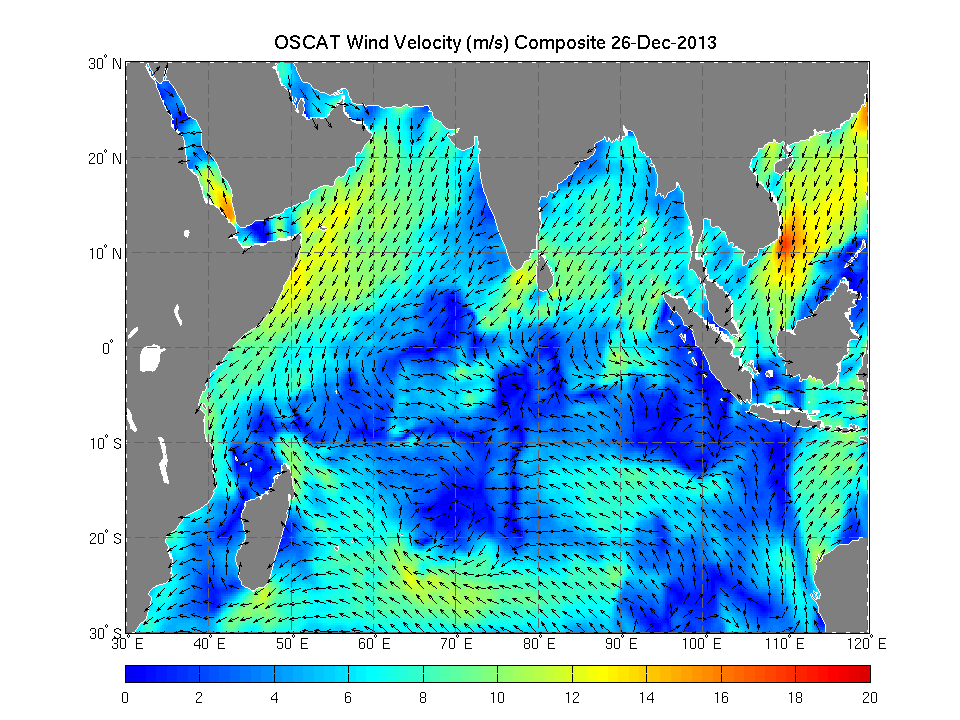 OSCAT Wind Velocity (m/s) Composite 26-Dec-2013
30° N
20° N
10° N
0°
10° S
20° S
30° S
30° E 40° E 50° E 60° E 70° E 80° E 90° E 100° E 110° E 120° E
0 2 4 6 8 10 12 14 16 18 20